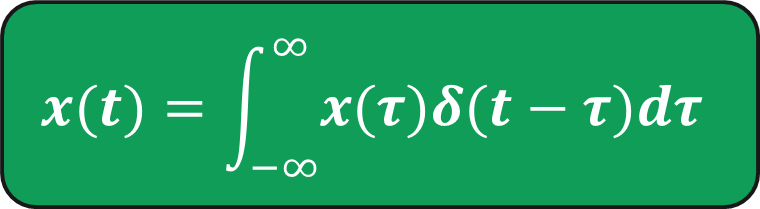 x(t) = ∫_{-∞}^{∞} x(τ)δ(t − τ)dτ